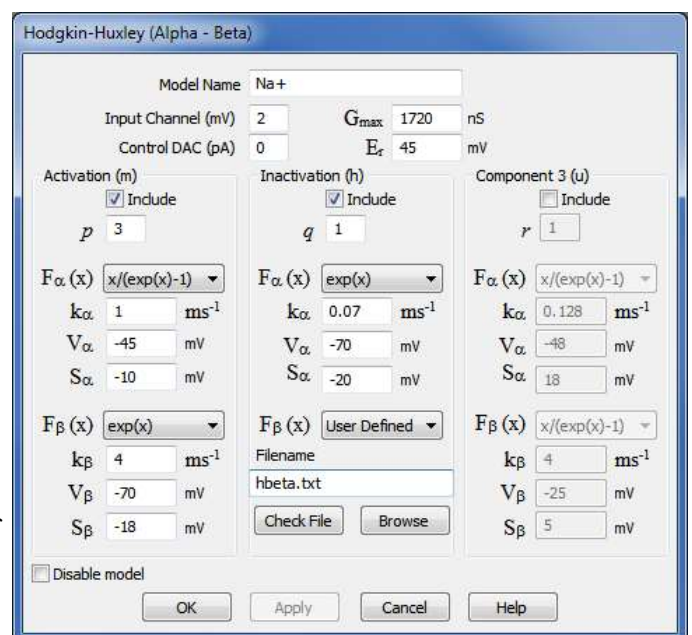 Hodgkin-Huxley (Alpha - Beta)
Model Name Na+
Input Channel (mV) 2 Gmax 1720 nS
Control DAC (pA) 0 Er 45 mV
Activation (m)
Include
p 3
Fα (x) x/(exp(x)-1)
kα 1 ms-1
Vα -45 mV
Sα -10 mV
Fβ (x) exp(x)
kβ 4 ms-1
Vβ -70 mV
Sβ -18 mV
Inactivation (h)
Include
q 1
Fα (x) exp(x)
kα 0.07 ms-1
Vα -70 mV
Sα -20 mV
Fβ (x) User Defined
Filename
hbeta.txt
Check File Browse
Component 3 (u)
Include
r 1
Fα (x) x/(exp(x)-1)
kα 0.128 ms-1
Vα -48 mV
Sα 18 mV
Fβ (x) x/(exp(x)-1)
kβ 4 ms-1
Vβ -25 mV
Sβ 5 mV
Disable model
OK Apply Cancel Help